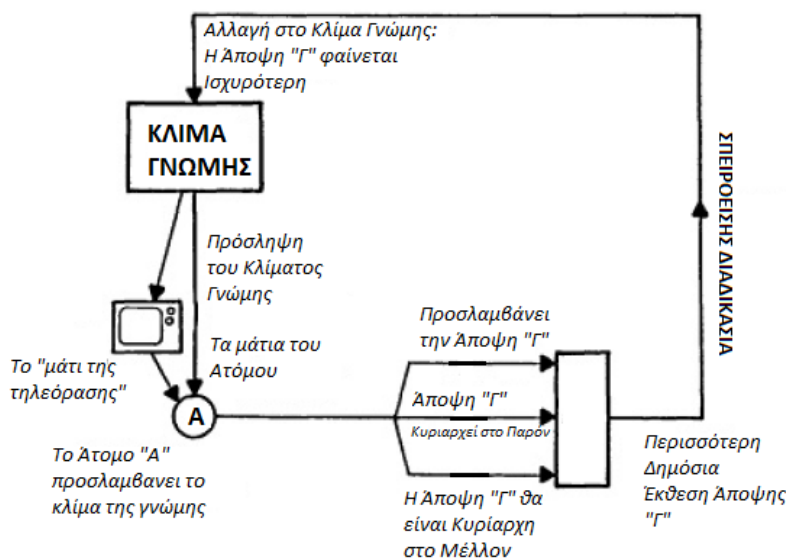 Αλλαγή στο Κλίμα Γνώμης:
Η Άποψη "Γ" φαίνεται
Ισχυρότερη
ΚΛΙΜΑ
ΓΝΩΜΗΣ
Πρόσληψη
του Κλίματος
Γνώμης
Το "μάτι της
τηλεόρασης"
Τα μάτια του
Ατόμου
Α
Το Άτομο "Α"
προσλαμβανει το
κλίμα της γνώμης
Προσλαμβάνει
την Άποψη "Γ"
Άποψη "Γ"
Κυριαρχεί στο Παρόν
Η Άποψη "Γ" θα
είναι Κυρίαρχη
στο Μέλλον
Περισσότερη
Δημόσια
Έκθεση Άποψης
"Γ"
ΣΠΕΙΡΟΕΙΣΗΣ ΔΙΑΔΙΚΑΣΙΑ